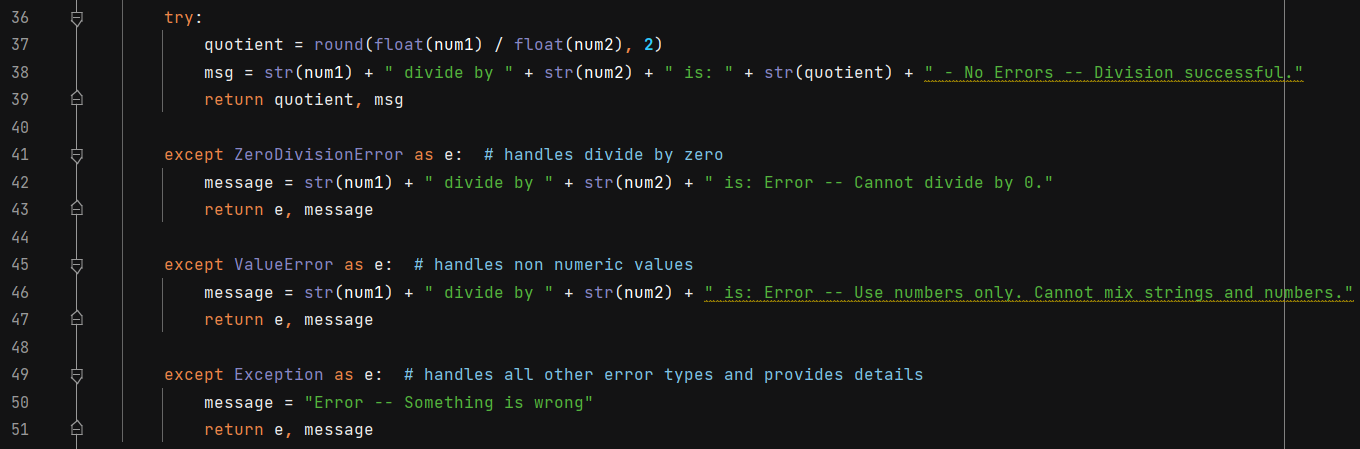 36 try:
37 quotient = round(float(num1) / float(num2), 2)
38 msg = str(num1) + " divide by " + str(num2) + " is: " + str(quotient) + " - No Errors -- Division successful."
39 return quotient, msg
40
41 except ZeroDivisionError as e:  # handles divide by zero
42 message = str(num1) + " divide by " + str(num2) + " is: Error -- Cannot divide by 0."
43 return e, message
44
45 except ValueError as e:  # handles non numeric values
46 message = str(num1) + " divide by " + str(num2) + " is: Error -- Use numbers only. Cannot mix strings and numbers."
47 return e, message
48
49 except Exception as e:  # handles all other error types and provides details
50 message = "Error -- Something is wrong"
51 return e, message